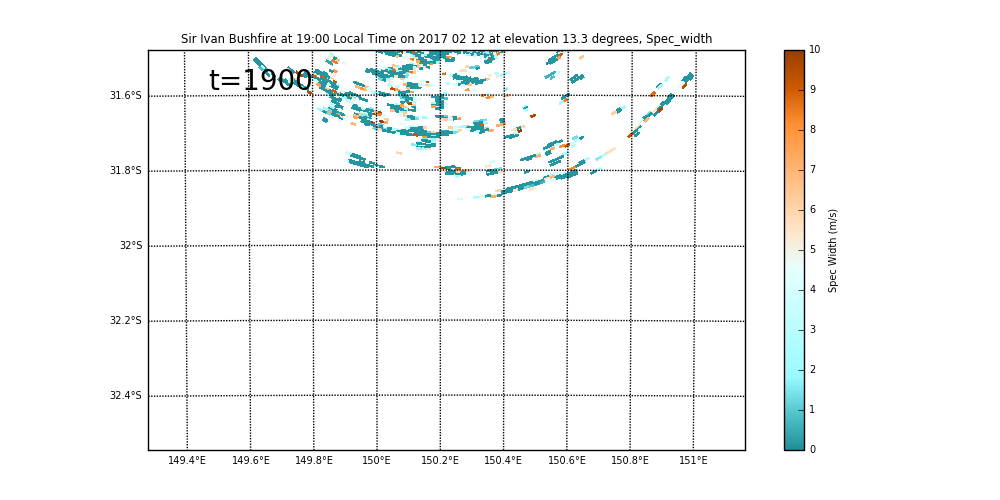 Sir Ivan Bushfire at 19:00 Local Time on 2017 02 12 at elevation 13.3 degrees, Spec_width
t=1900
31.6°S
31.8°S
32°S
32.2°S
32.4°S
149.4°E 149.6°E 149.8°E 150°E 150.2°E 150.4°E 150.6°E 150.8°E 151°E
10
9
8
7
6
5
4
3
2
1
0
Spec Width (m/s)